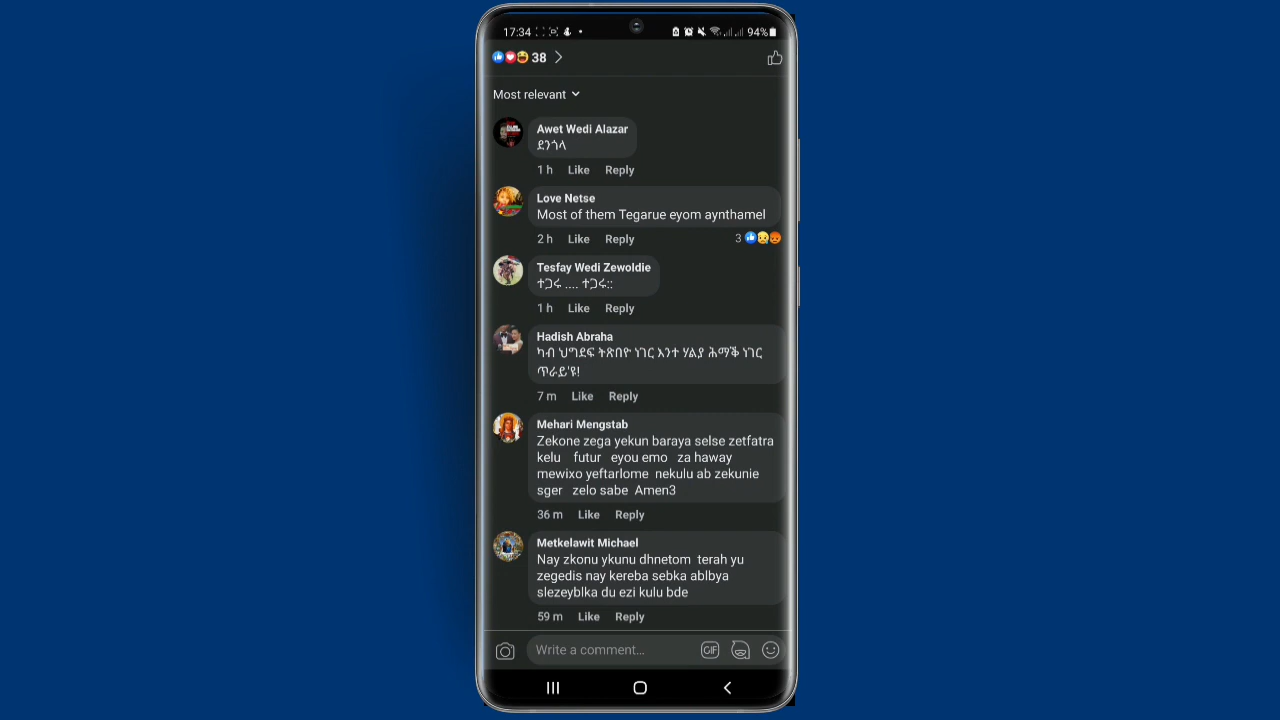 17:34
94%
38
Most relevant
Awet Wedi Alazar
ደንጎላ
1 h Like Reply
Love Netse
Most of them Tegarue eyom aynthamel
2 h Like Reply 3
Tesfay Wedi Zewoldie
ተጋሩ .... ተጋሩ::
1 h Like Reply
Hadish Abraha
ካብ ህግደፍ ትጽበዮ ነገር እንተ ሃልያ ሕማቕ ነገር
ጥራይ'ዩ!
7 m Like Reply
Mehari Mengstab
Zekone zega yekun baraya selse zetfatra
kelu futur eyou emo za haway
mewixo yeftarlome nekulu ab zekunie
sger zelo sabe Amen3
36 m Like Reply
Metkelawit Michael
Nay zkonu ykunu dhnetom terah yu
zegedis nay kereba sebka ablbya
slezeyblka du ezi kulu bde
59 m Like Reply
Write a comment...
GIF